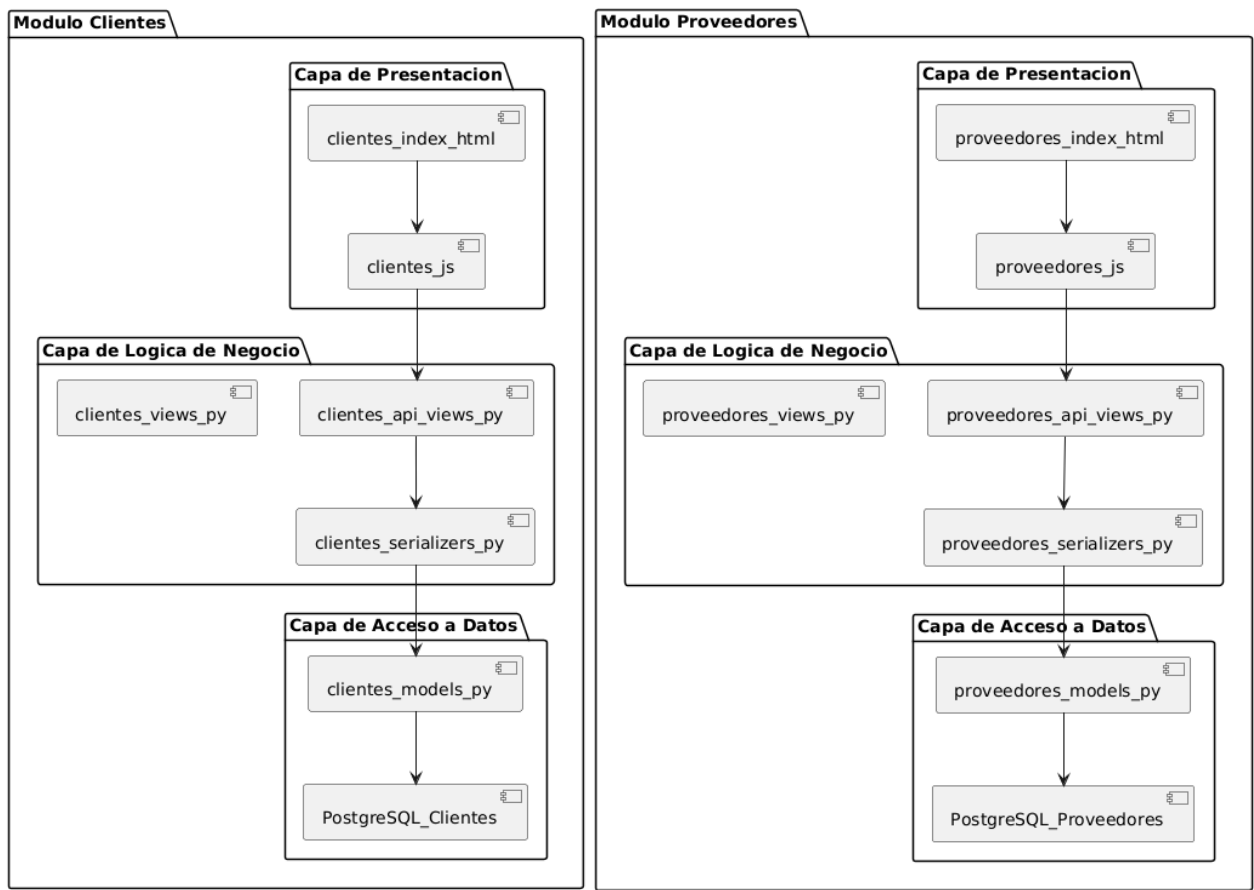 Modulo Clientes
Capa de Presentacion
clientes_index_html
clientes_js
Capa de Logica de Negocio
clientes_views_py
clientes_api_views_py
clientes_serializers_py
Capa de Acceso a Datos
clientes_models_py
PostgreSQL_Clientes
Modulo Proveedores
Capa de Presentacion
proveedores_index_html
proveedores_js
Capa de Logica de Negocio
proveedores_views_py
proveedores_api_views_py
proveedores_serializers_py
Capa de Acceso a Datos
proveedores_models_py
PostgreSQL_Proveedores